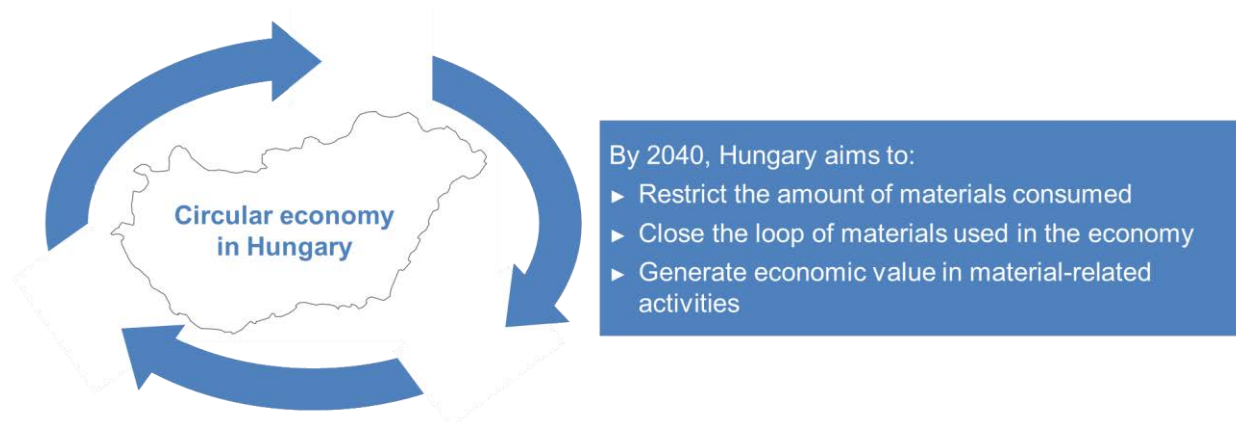 Circular economy
in Hungary
By 2040, Hungary aims to:
► Restrict the amount of materials consumed
► Close the loop of materials used in the economy
► Generate economic value in material-related
activities